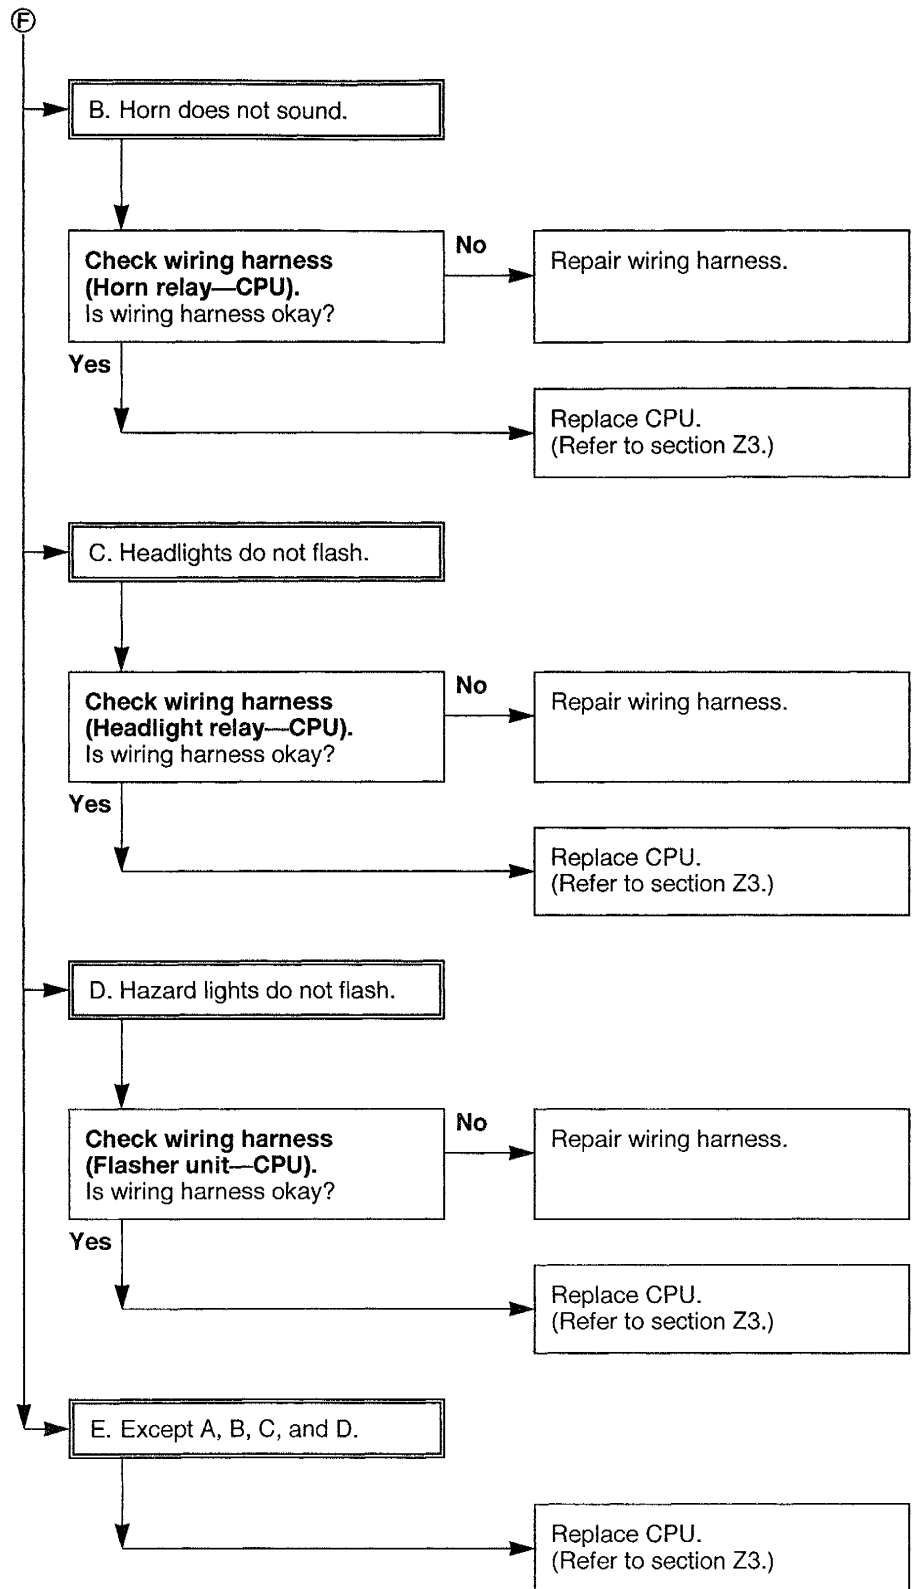 F
B. Horn does not sound.
Check wiring harness
(Horn relay—CPU).
Is wiring harness okay?
No
Repair wiring harness.
Yes
Replace CPU.
(Refer to section Z3.)
C. Headlights do not flash.
Check wiring harness
(Headlight relay—CPU).
Is wiring harness okay?
No
Repair wiring harness.
Yes
Replace CPU.
(Refer to section Z3.)
D. Hazard lights do not flash.
Check wiring harness
(Flasher unit—CPU).
Is wiring harness okay?
No
Repair wiring harness.
Yes
Replace CPU.
(Refer to section Z3.)
E. Except A, B, C, and D.
Replace CPU.
(Refer to section Z3.)